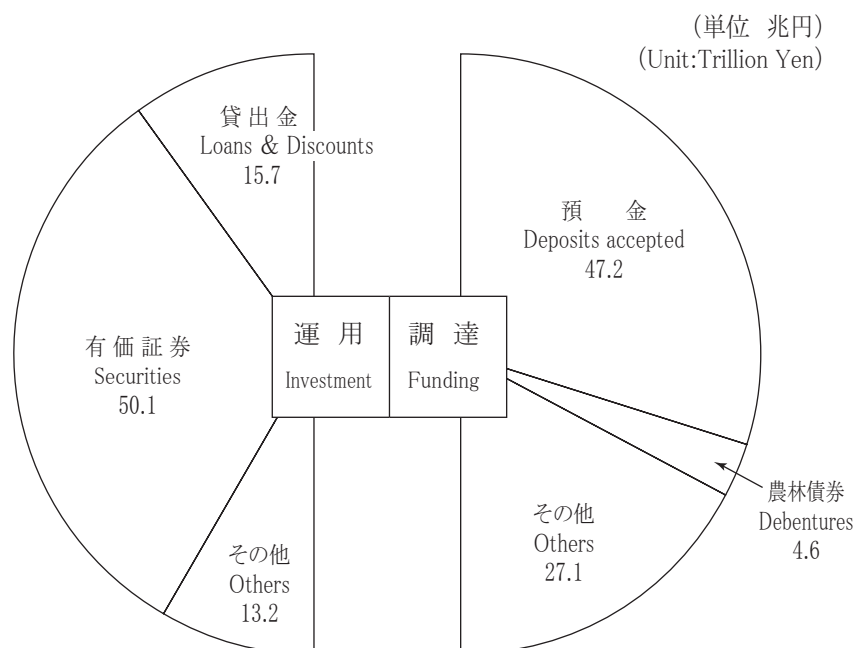 （単位 兆円）
（Unit:Trillion Yen）
貸出金
Loans & Discounts
15.7
預 金
Deposits accepted
47.2
運 用
Investment
調 達
Funding
有価証券
Securities
50.1
農林債券
Debentures
4.6
その他
Others
27.1
その他
Others
13.2